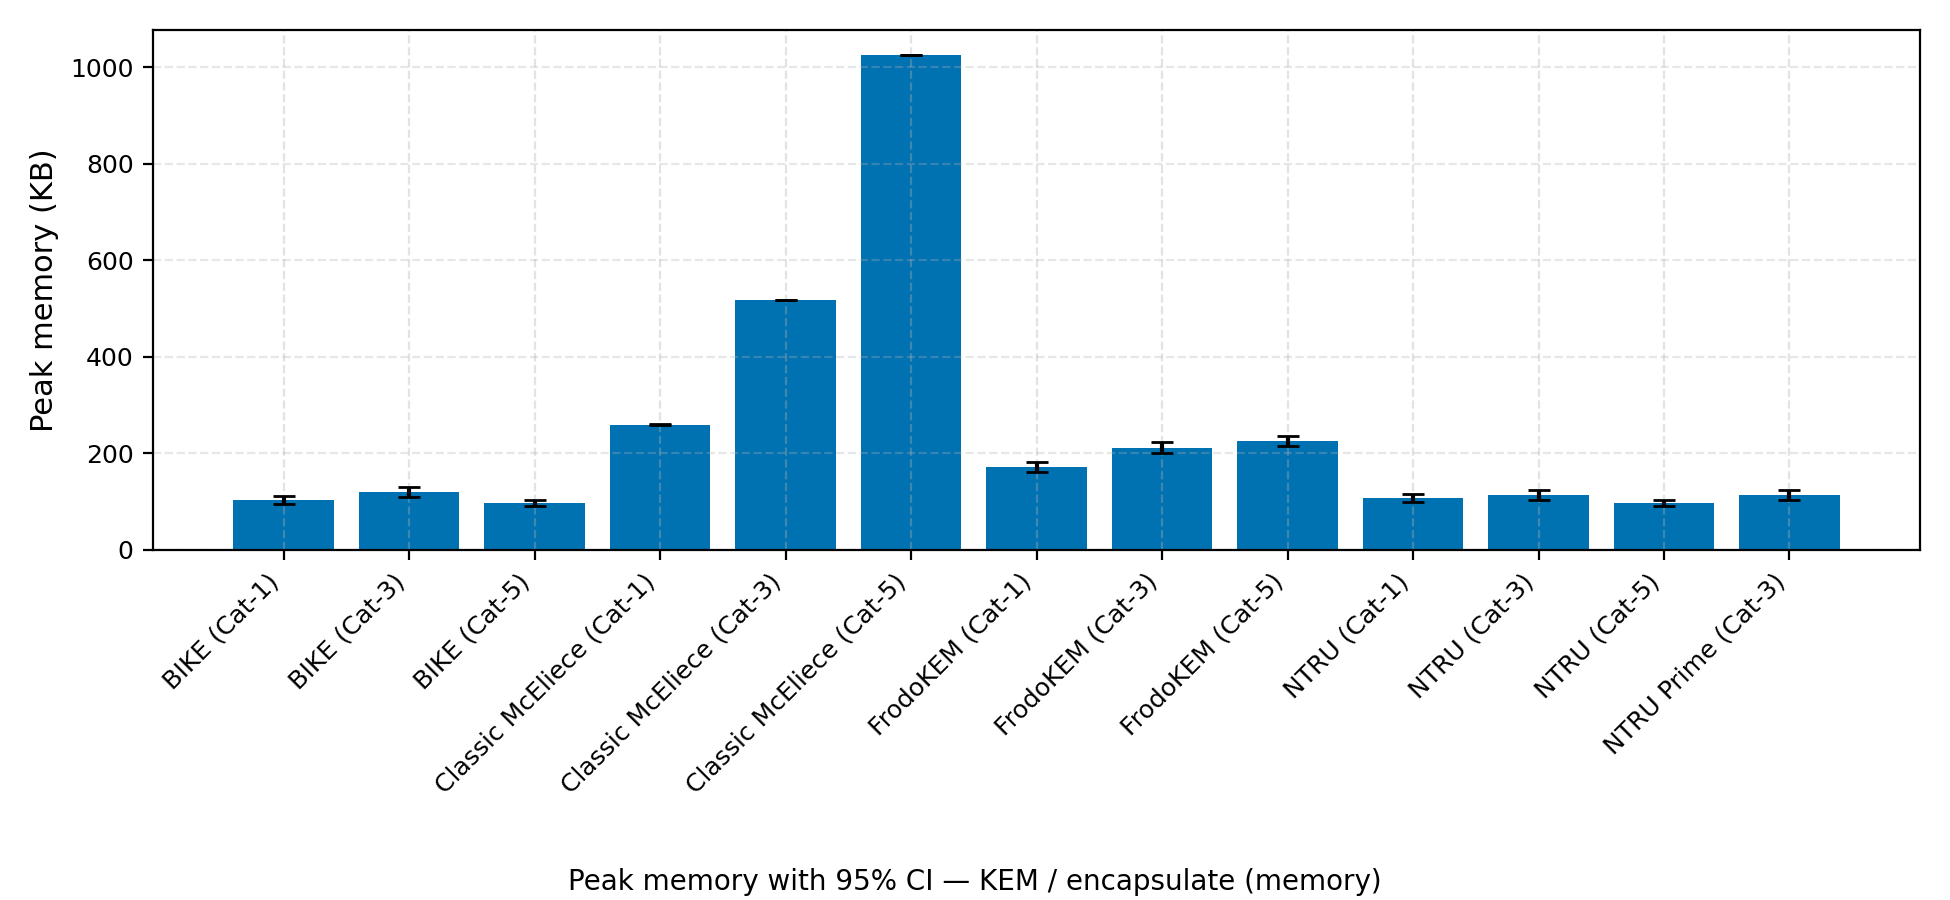 Peak memory (KB)
1000
800
600
400
200
0
BIKE (Cat-1)
BIKE (Cat-3)
BIKE (Cat-5)
Classic McEliece (Cat-1)
Classic McEliece (Cat-3)
Classic McEliece (Cat-5)
FrodoKEM (Cat-1)
FrodoKEM (Cat-3)
FrodoKEM (Cat-5)
NTRU (Cat-1)
NTRU (Cat-3)
NTRU (Cat-5)
NTRU Prime (Cat-3)
Peak memory with 95% CI — KEM / encapsulate (memory)